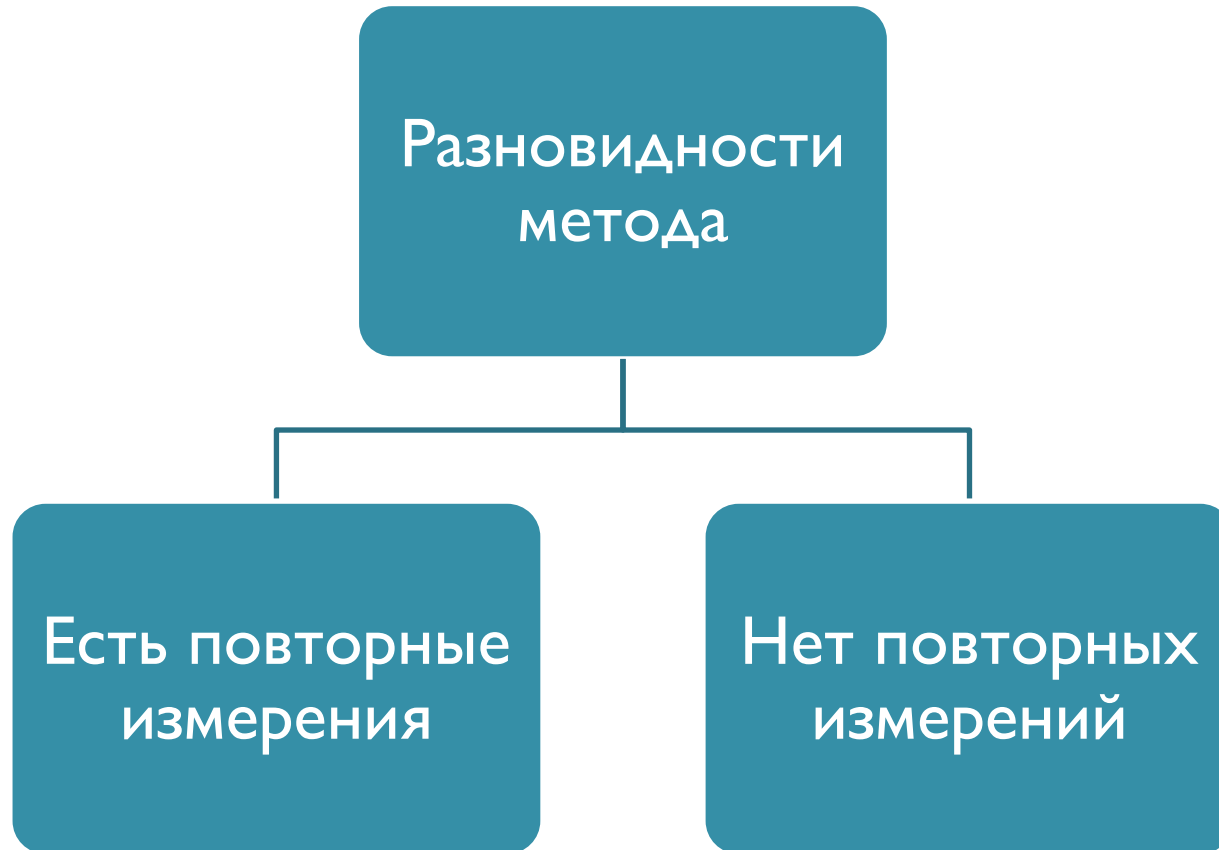 Разновидности
метода
Есть повторные
измерения
Нет повторных
измерений